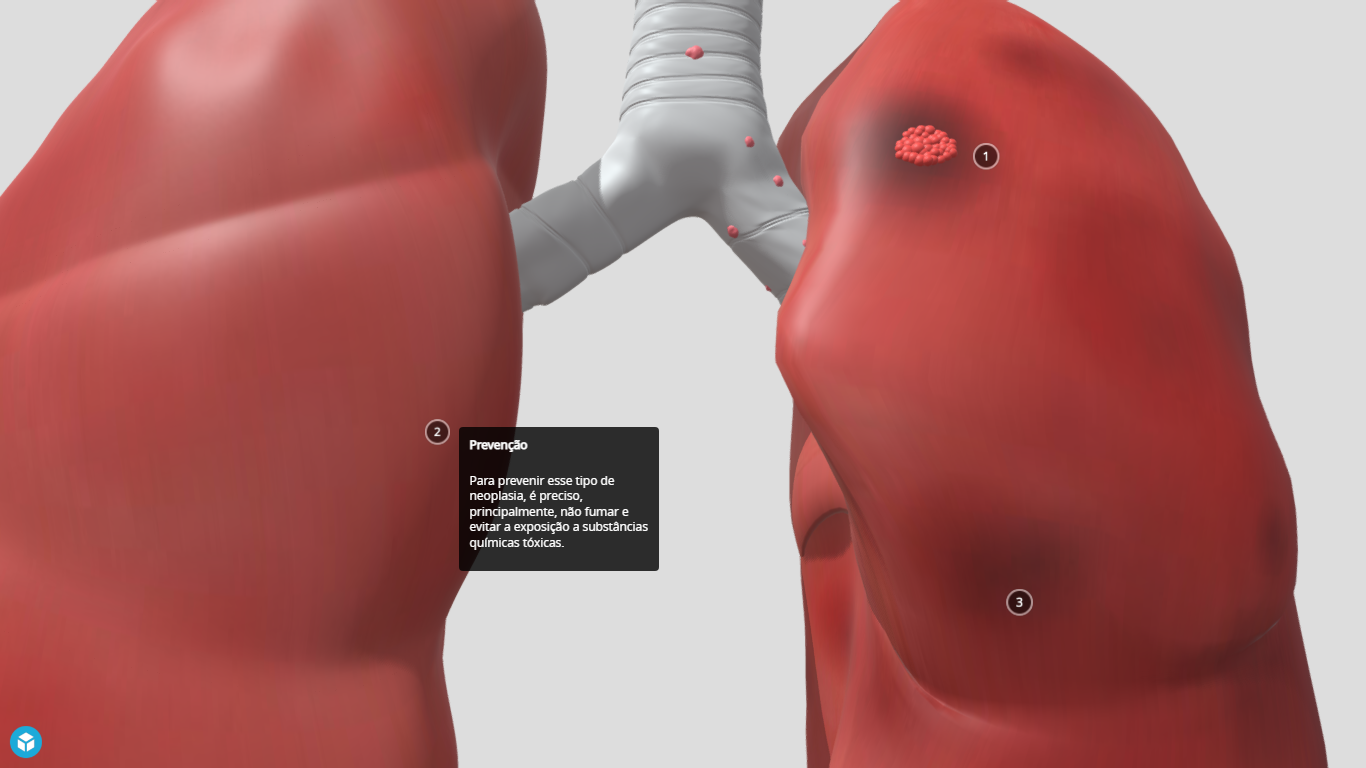 1
2
Prevenção
Para prevenir esse tipo de
neoplasia, é preciso,
principalmente, não fumar e
evitar a exposição a substâncias
químicas tóxicas.
3